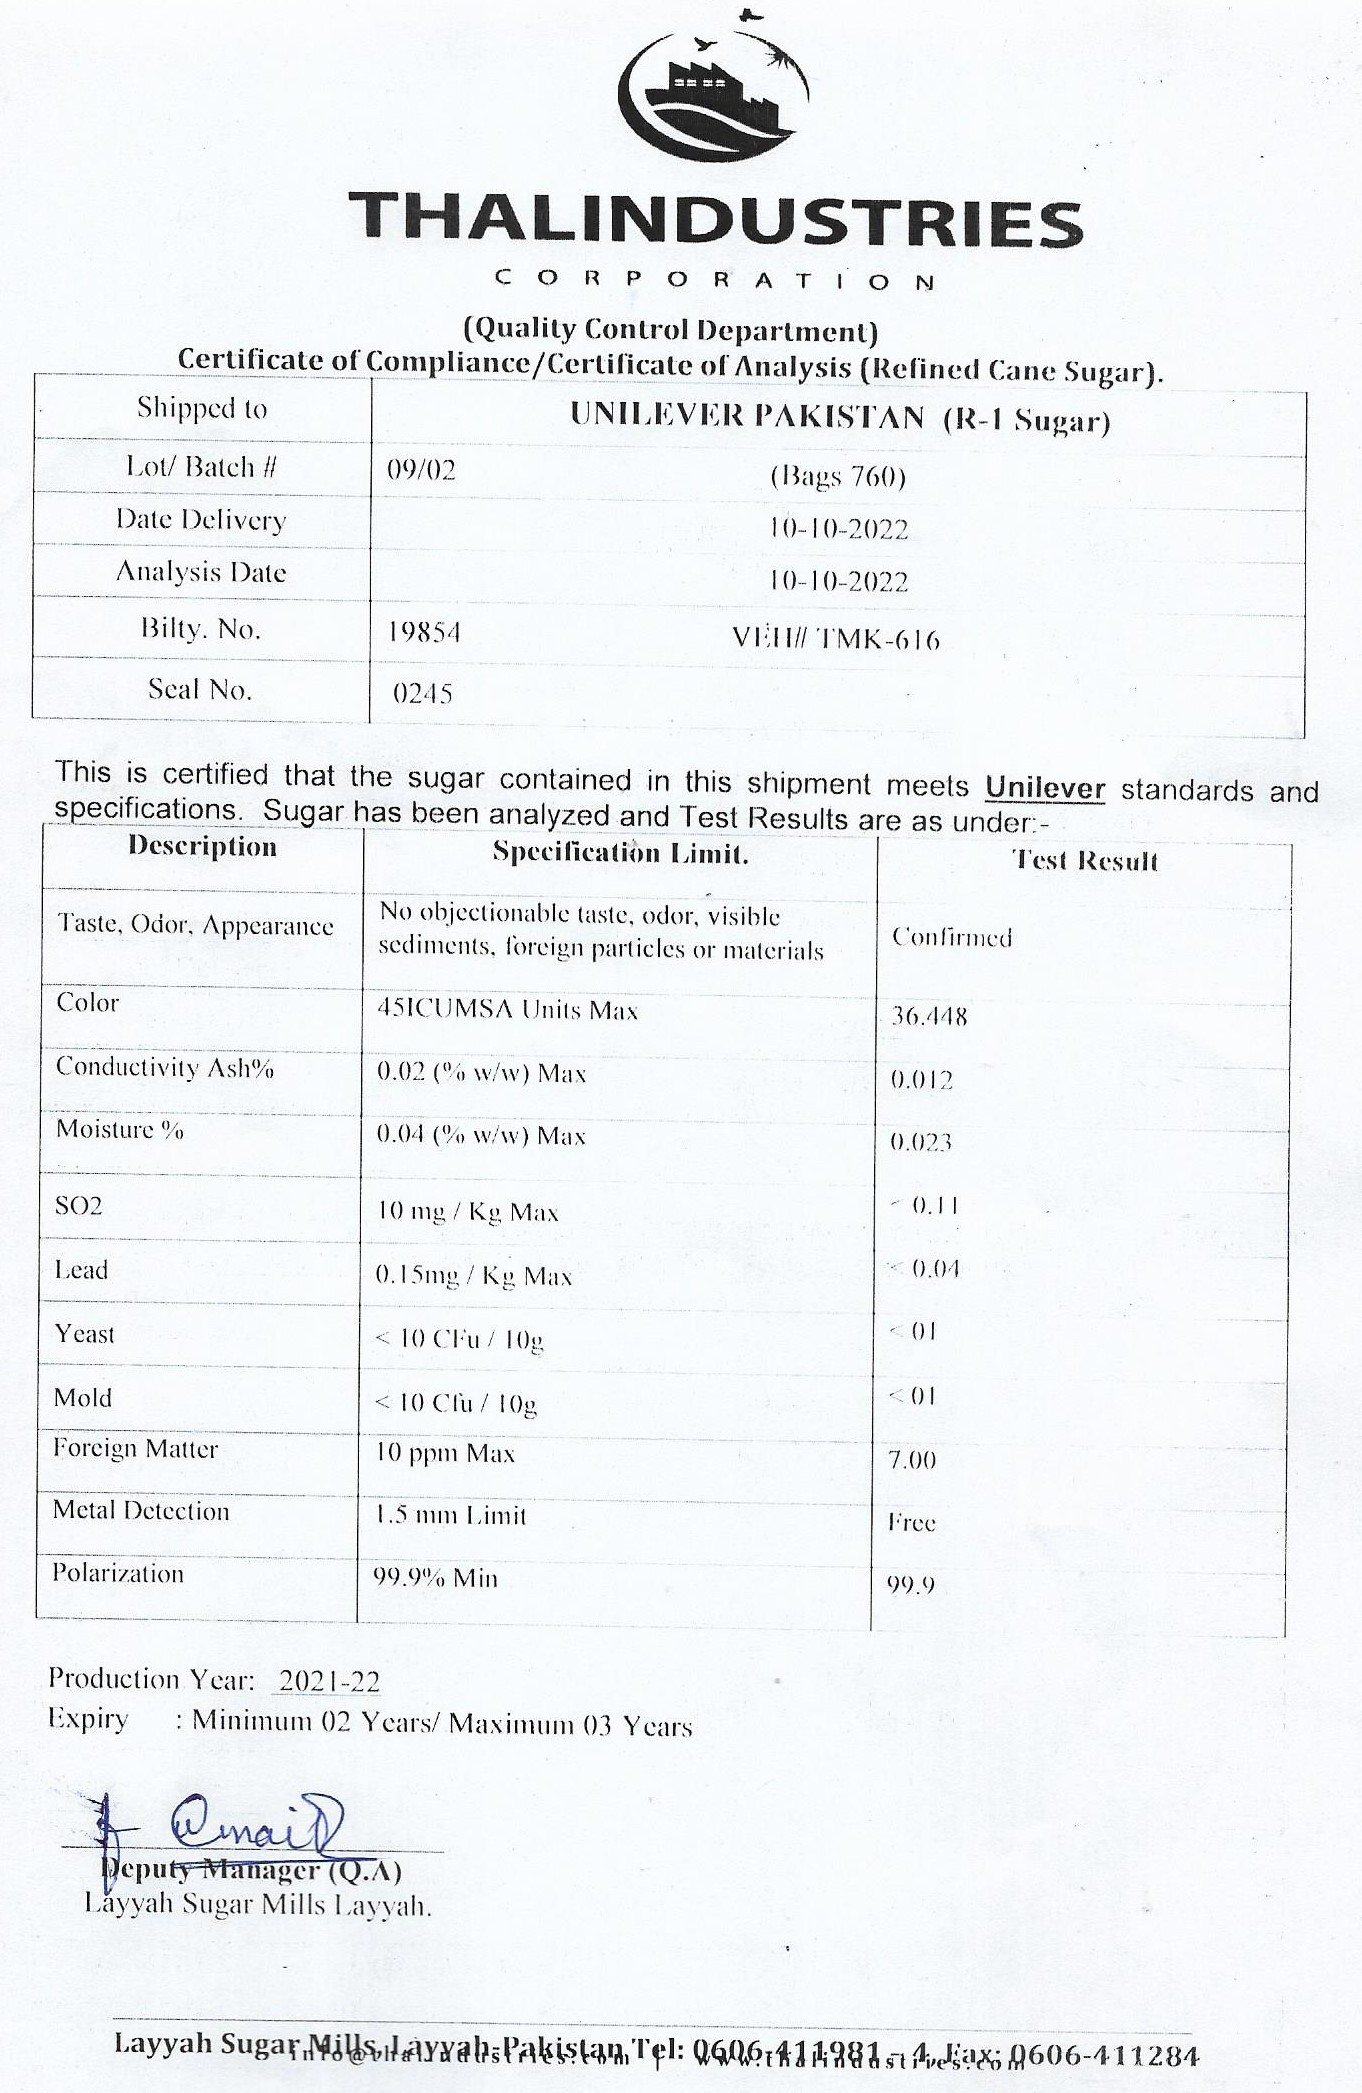 THALINDUSTRIES
CORPORATION
(Quality Control Department)
Certificate of Compliance/Certificate of Analysis (Refined Cane Sugar).
Shipped to UNILEVER PAKISTAN (R-1 Sugar)
Lot/ Batch # 09/02 (Bags 760)
Date Delivery 10-10-2022
Analysis Date 10-10-2022
Bilty. No. 19854 VEH# TMK-616
Seal No. 0245
This is certified that the sugar contained in this shipment meets Unilever standards and
specifications. Sugar has been analyzed and Test Results are as under:-
Description Specification Limit. Test Result
Taste, Odor, Appearance No objectionable taste, odor, visible
sediments, foreign particles or materials Confirmed
Color 45ICUMSA Units Max 36.448
Conductivity Ash% 0.02 (% w/w) Max 0.012
Moisture % 0.04 (% w/w) Max 0.023
SO2 10 mg / Kg Max 0.11
Lead 0.15mg / Kg Max < 0.04
Yeast < 10 CFu / 10g < 01
Mold < 10 Cfu / 10g < 01
Foreign Matter 10 ppm Max 7.00
Metal Detection 1.5 mm Limit Free
Polarization 99.9% Min 99.9
Production Year: 2021-22
Expiry : Minimum 02 Years/ Maximum 03 Years
Deputy Manager (Q.A)
Layyah Sugar Mills Layyah.
Layyah Sugar Mills, Layyah-Pakistan Tel: 0606-411981 - 4, Fax: 0606-411284
info@thalindustries.com | www.thalindustries.com